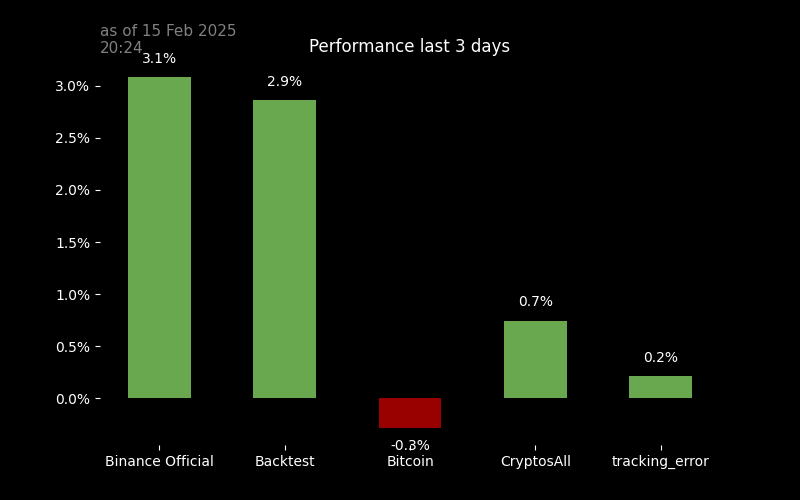 as of 15 Feb 2025
20:24
Performance last 3 days
3.1%
2.9%
-0.3%
0.7%
0.2%
3.0%
2.5%
2.0%
1.5%
1.0%
0.5%
0.0%
Binance Official
Backtest
Bitcoin
CryptosAll
tracking_error